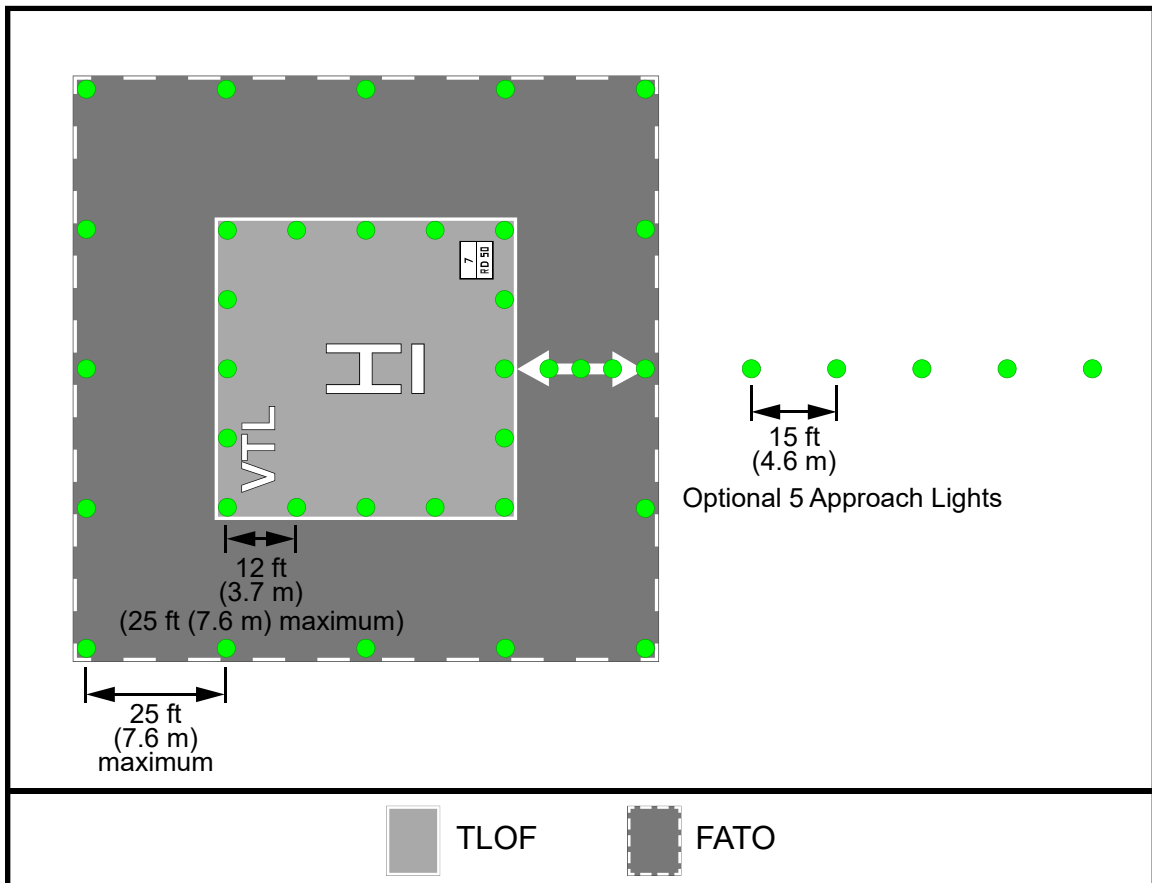 7
RD 50
H
VTL
15 ft
(4.6 m)
Optional 5 Approach Lights
12 ft
(3.7 m)
(25 ft (7.6 m) maximum)
25 ft
(7.6 m)
maximum
TLOF
FATO